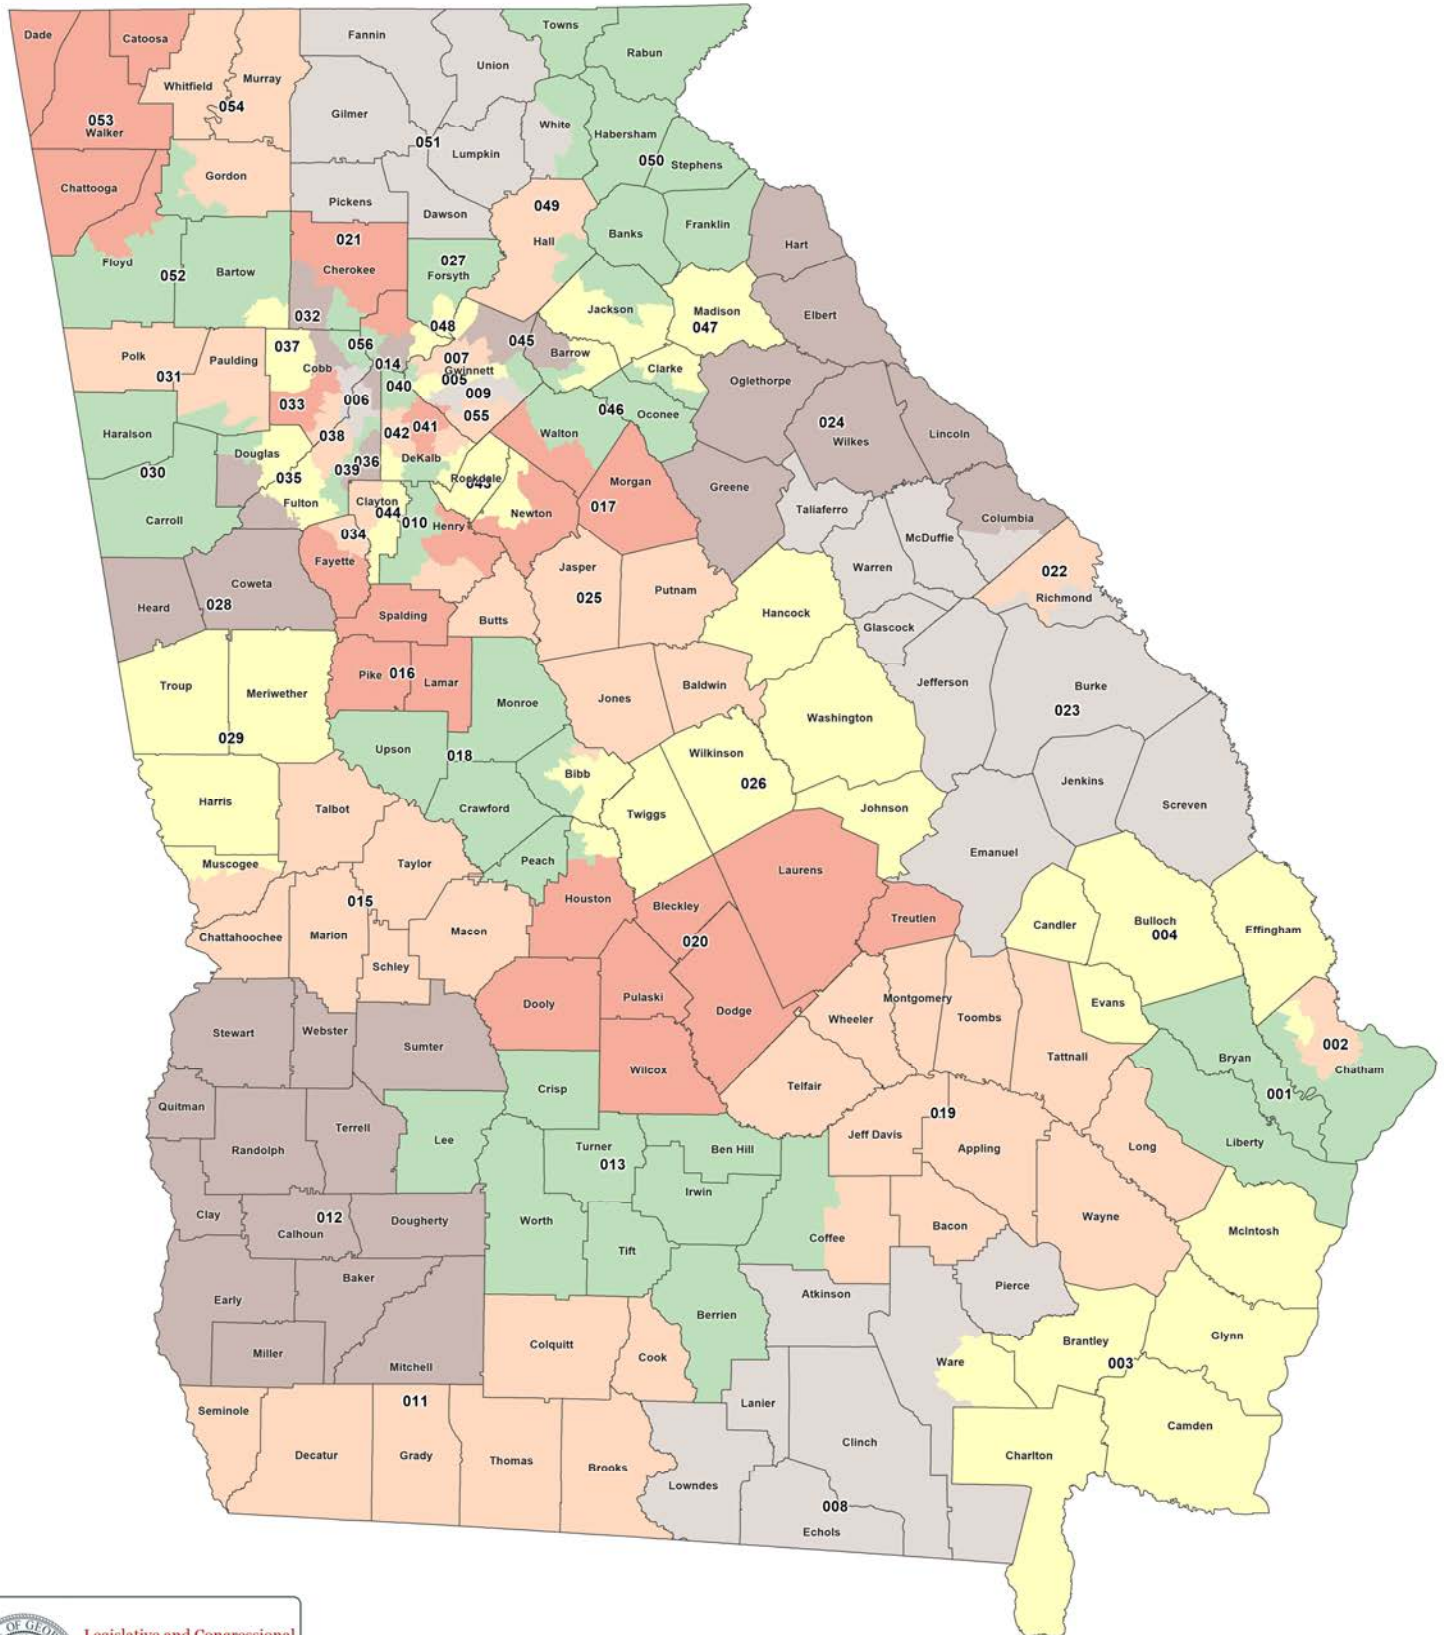 Dade
Catoosa
Fannin
Towns
Union
Rabun
Whitfield
Murray
054
053
Walker
Gilmer
051
White
Habersham
Lumpkin
050
Stephens
Chattooga
Gordon
Pickens
Dawson
049
Hall
Banks
Franklin
021
Cherokee
Hart
Floyd
052
Bartow
027
Forsyth
032
Jackson
Madison
047
Elbert
048
037
056
045
Barrow
Polk
Paulding
031
Cobb
014
007
Gwinnett
005
040
009
Clarke
Oglethorpe
033
006
055
046
Oconee
024
Wilkes
Lincoln
Haralson
038
042
041
Walton
030
Douglas
036
039
DeKalb
035
Rockdale
043
Morgan
017
Greene
Carroll
Fulton
Clayton
044
010
Henry
Newton
Taliaferro
Columbia
034
Fayette
McDuffie
Warren
022
Richmond
Heard
Coweta
028
Jasper
025
Putnam
Spalding
Butts
Hancock
Glascock
Troup
Meriwether
029
Pike
016
Lamar
Monroe
Jones
Baldwin
Washington
Jefferson
Burke
023
Upson
018
Bibb
Wilkinson
026
Jenkins
Screven
Harris
Talbot
Crawford
Twiggs
Johnson
Muscogee
Taylor
Peach
Emanuel
015
Houston
Laurens
Bleckley
Treutlen
Candler
Bulloch
004
Effingham
Chattahoochee
Marion
Macon
020
Schley
Dooly
Pulaski
Dodge
Wheeler
Montgomery
Toombs
Evans
Stewart
Webster
Sumter
Tattnall
002
Chatham
Wilcox
Telfair
Bryan
001
Crisp
Quitman
Terrell
Lee
019
Jeff Davis
Appling
Long
Liberty
Randolph
Turner
013
Ben Hill
Irwin
Clay
012
Calhoun
Dougherty
Worth
Tift
Coffee
Bacon
Wayne
McIntosh
Early
Baker
Atkinson
Pierce
Berrien
Miller
Mitchell
Colquitt
Cook
Ware
Brantley
003
Glynn
Seminole
011
Lanier
Decatur
Grady
Thomas
Brooks
Clinch
Charlton
Camden
Lowndes
008
Echols
OF GEO
Legislative and Congressional